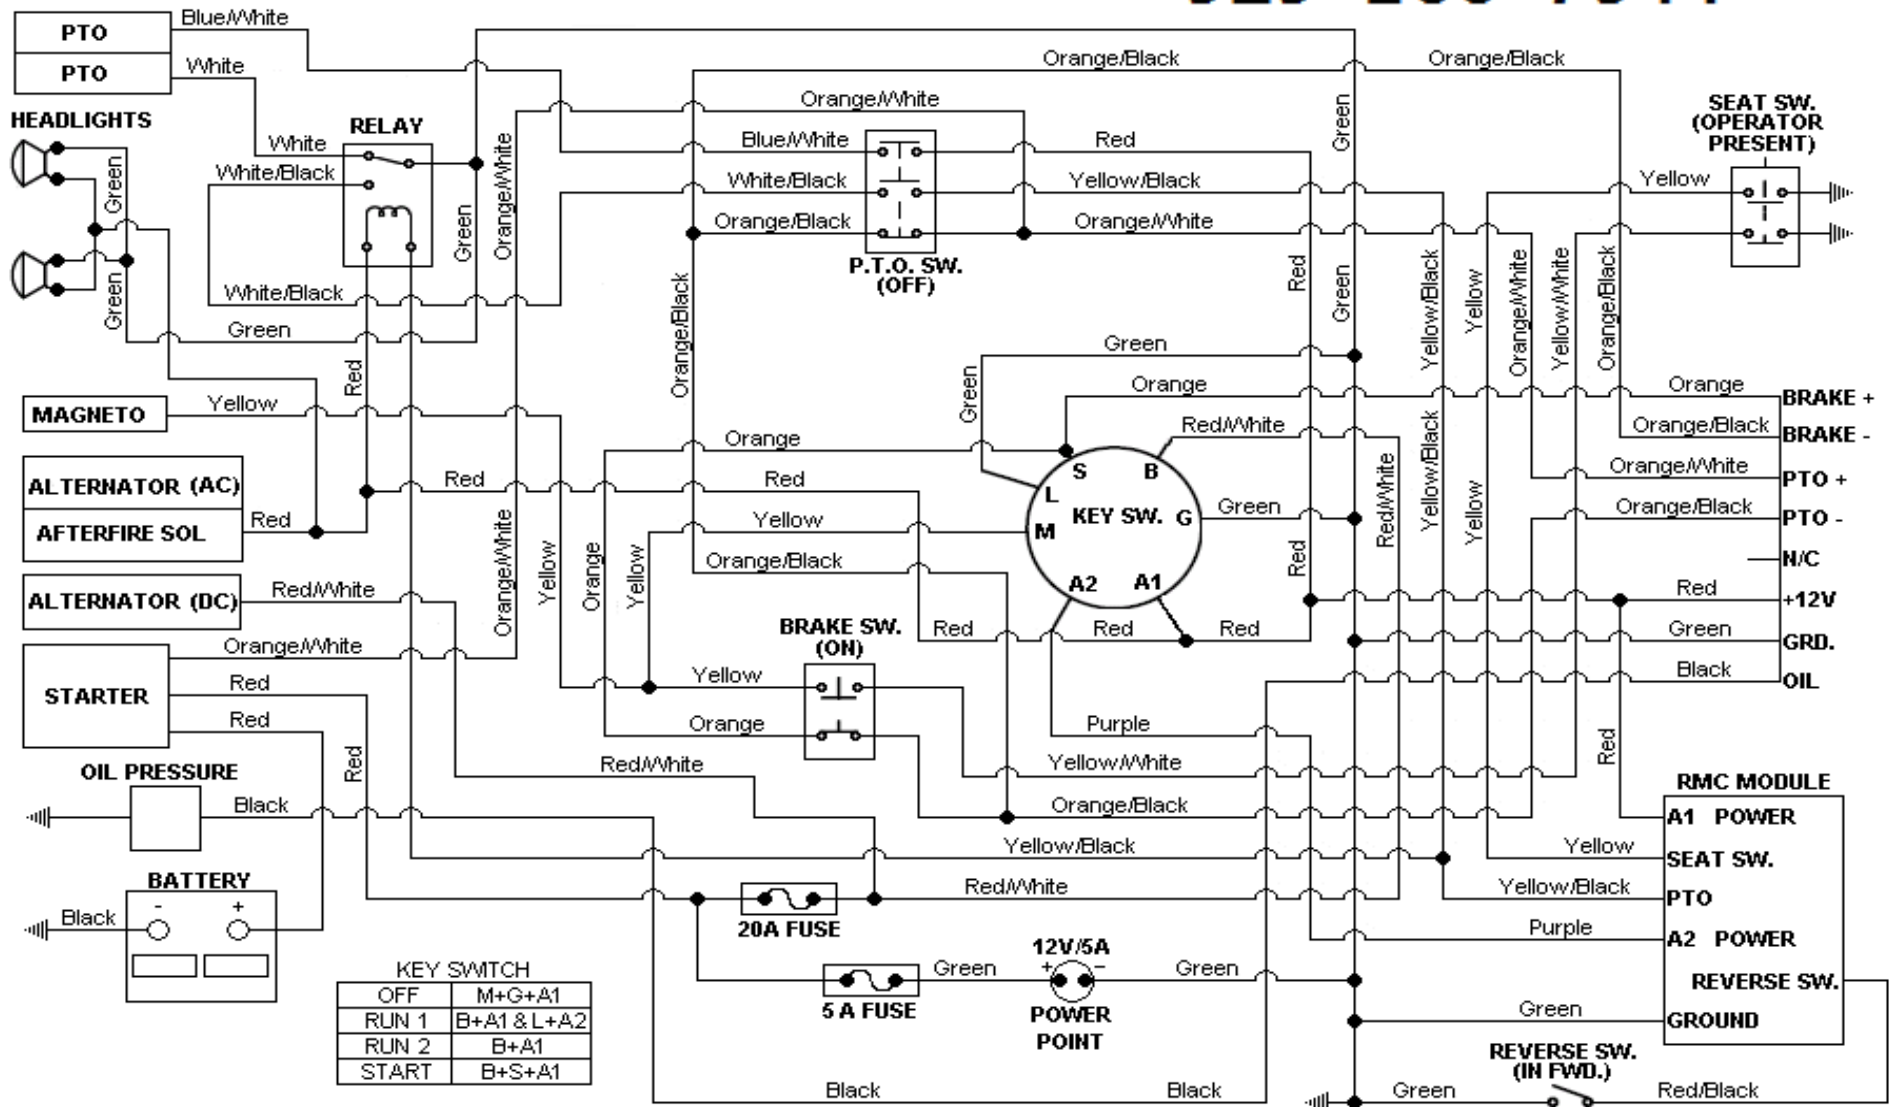 PTO
Blue/White
PTO
White
HEADLIGHTS
Green
Green
RELAY
White
White/Black
White/Black
Green
Orange/White
Green
Orange/White
Orange/Black
Orange/Black
Blue/White
Red
White/Black
Yellow/Black
Orange/Black
Orange/White
P.T.O. SW.
(OFF)
Green
Green
Red
SEAT SW.
(OPERATOR
PRESENT)
Yellow
Yellow/Black
Yellow
Orange/White
Yellow/White
Orange/Black
Orange/Black
Red
MAGNETO
Yellow
ALTERNATOR (AC)
AFTERFIRE SOL
Red
ALTERNATOR (DC)
Red/White
Orange/White
Yellow
Orange
Yellow
Orange
Red
Red
Yellow
Orange/Black
Green
Green
Orange
Red/White
S
B
L
KEY SW.
G
M
A2
A1
Green
Red
Red/White
Yellow/Black
Yellow
Orange
BRAKE +
Orange/Black
BRAKE -
Orange/White
PTO +
Orange/Black
PTO -
N/C
Red
+12V
Green
GRD.
Black
OIL
STARTER
Orange/White
Red
Red
Red
BRAKE SW.
(ON)
Red
Red
Red
Yellow
Orange
Purple
Red/White
Yellow/White
Orange/Black
Yellow/Black
Red/White
OIL PRESSURE
Black
BATTERY
-
+
Black
20A FUSE
5 A FUSE
Green
12V/5A
+
-
POWER
POINT
Green
Red
RMC MODULE
A1 POWER
Yellow
SEAT SW.
Yellow/Black
PTO
Purple
A2 POWER
REVERSE SW.
Green
GROUND
REVERSE SW.
(IN FWD.)
Green
Red/Black
Black
Black
KEY SWITCH
OFF M+G+A1
RUN 1 B+A1 & L+A2
RUN 2 B+A1
START B+S+A1